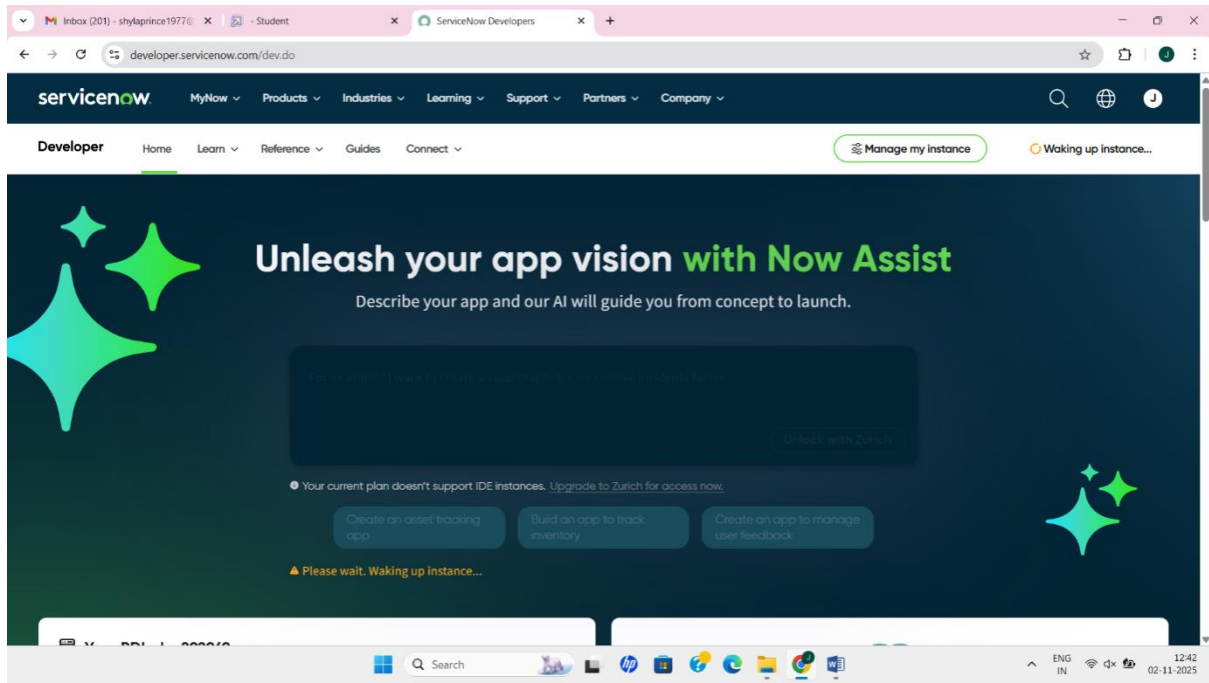 Inbox (201) - shylaprince1977@
- Student
ServiceNow Developers
developer.servicenow.com/dev.do
J
servicenow
MyNow
Products
Industries
Learning
Support
Partners
Company
J
Developer
Home
Learn
Reference
Guides
Connect
Manage my instance
Waking up instance...
Unleash your app vision with Now Assist
Describe your app and our AI will guide you from concept to launch.
Unlock with Zurich
Your current plan doesn't support IDE instances. Upgrade to Zurich for access now.
Create an asset tracking
app
Build an app to track
inventory
Create an app to manage
user feedback
Please wait. Waking up instance...
Search
ENG
IN
12:42
02-11-2025